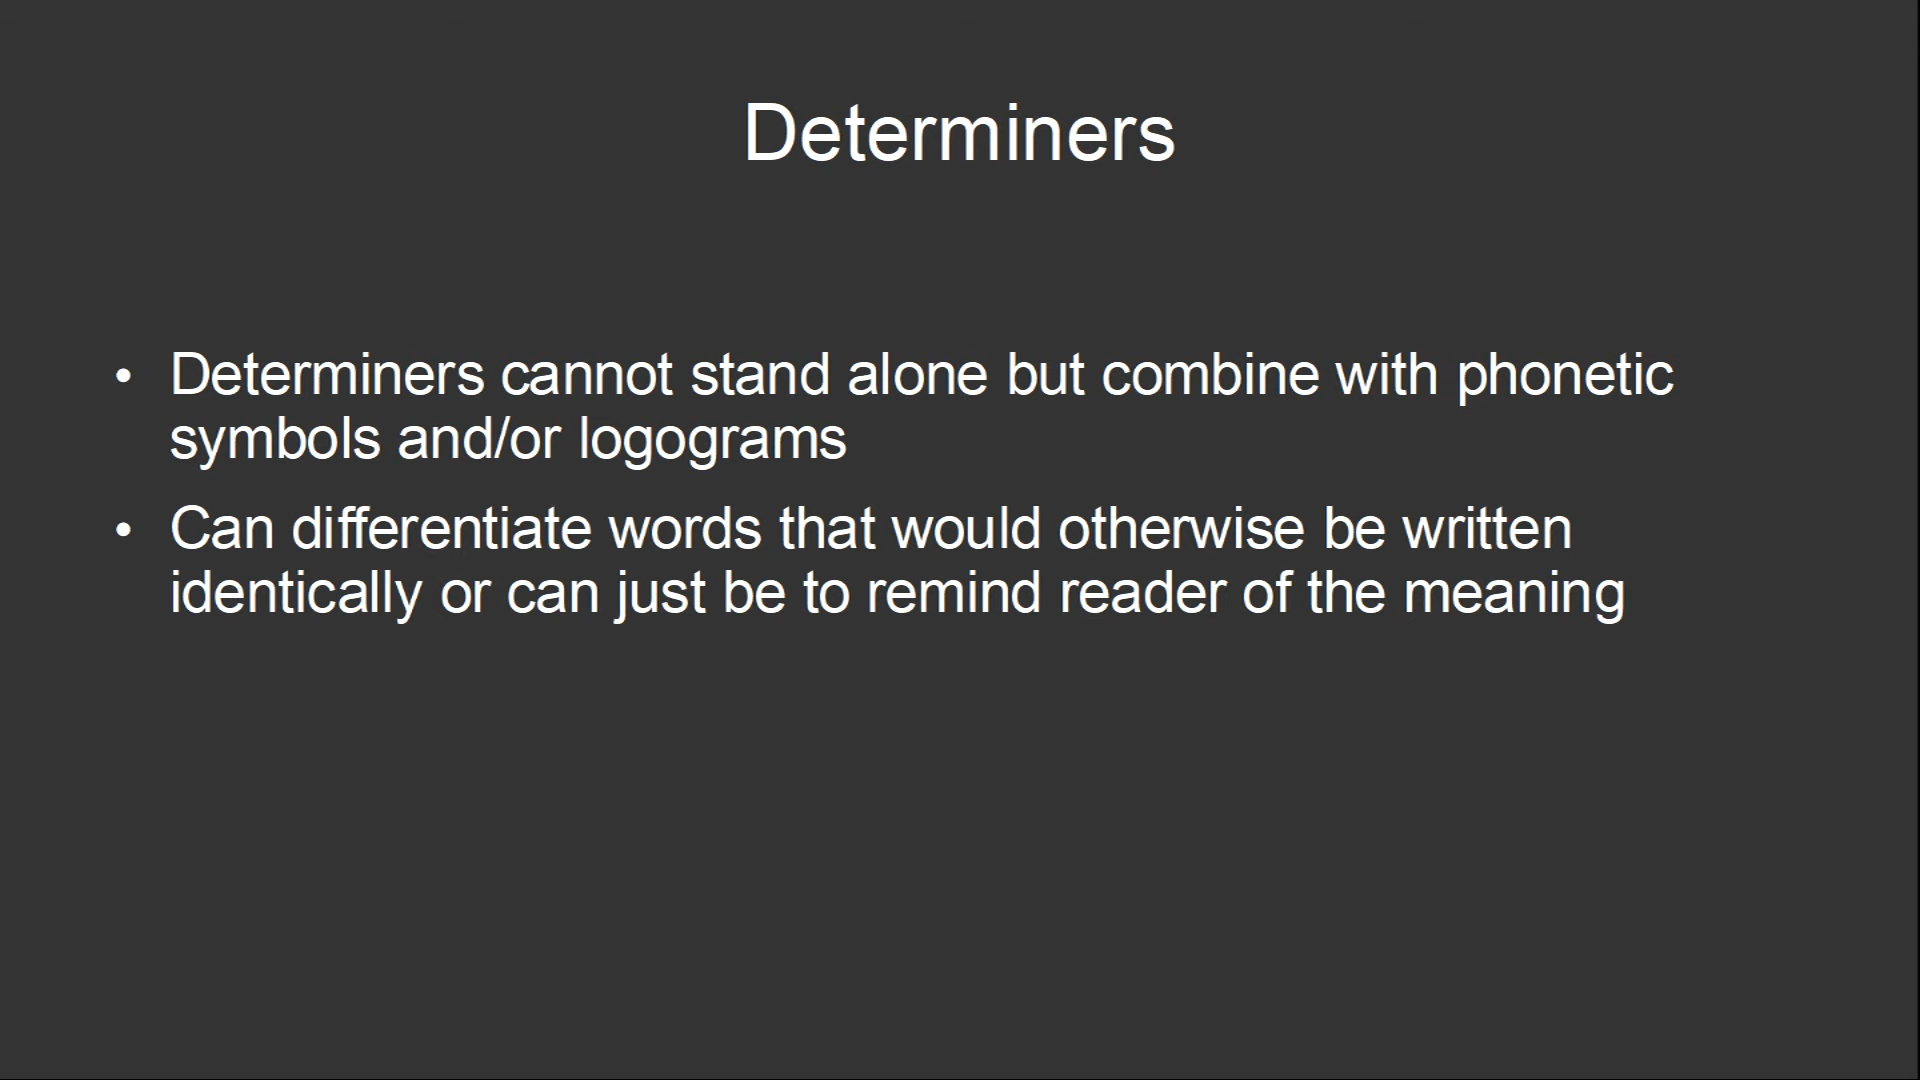 Determiners
• Determiners cannot stand alone but combine with phonetic
symbols and/or logograms
• Can differentiate words that would otherwise be written
identically or can just be to remind reader of the meaning